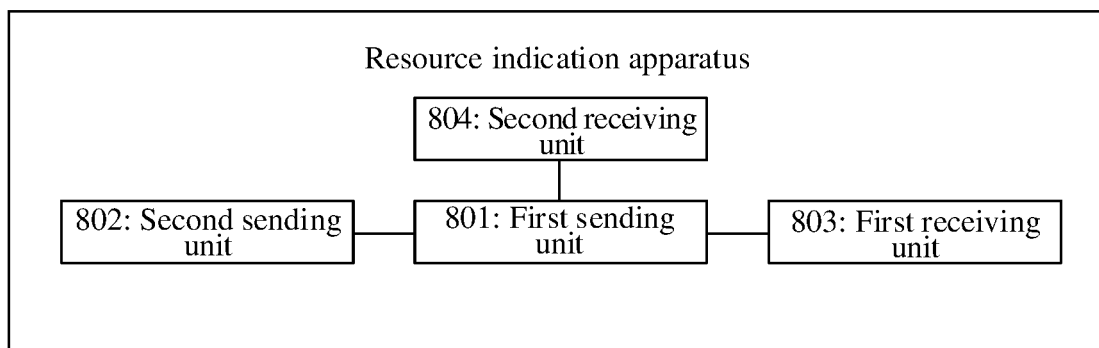 Resource indication apparatus
804: Second receiving
unit
802: Second sending
unit
801: First sending
unit
803: First receiving
unit